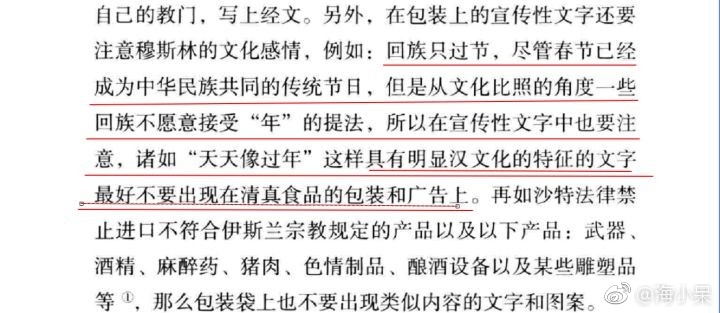 自己的教门，写上经文。另外，在包装上的宣传性文字还要
注意穆斯林的文化感情，例如：回族只过节，尽管春节已经
成为中华民族共同的传统节日，但是从文化比照的角度一些
回族不愿意接受“年”的提法，所以在宣传性文字中也要注
意，诸如“天天像过年”这样具有明显汉文化的特征的文字
最好不要出现在清真食品的包装和广告上。再如沙特法律禁
止进口不符合伊斯兰宗教规定的产品以及以下产品：武器、
酒精、麻醉药、猪肉、色情制品、酿酒设备以及某些雕塑品
等①，那么包装袋上也不要出现类似内容的文字和图案。